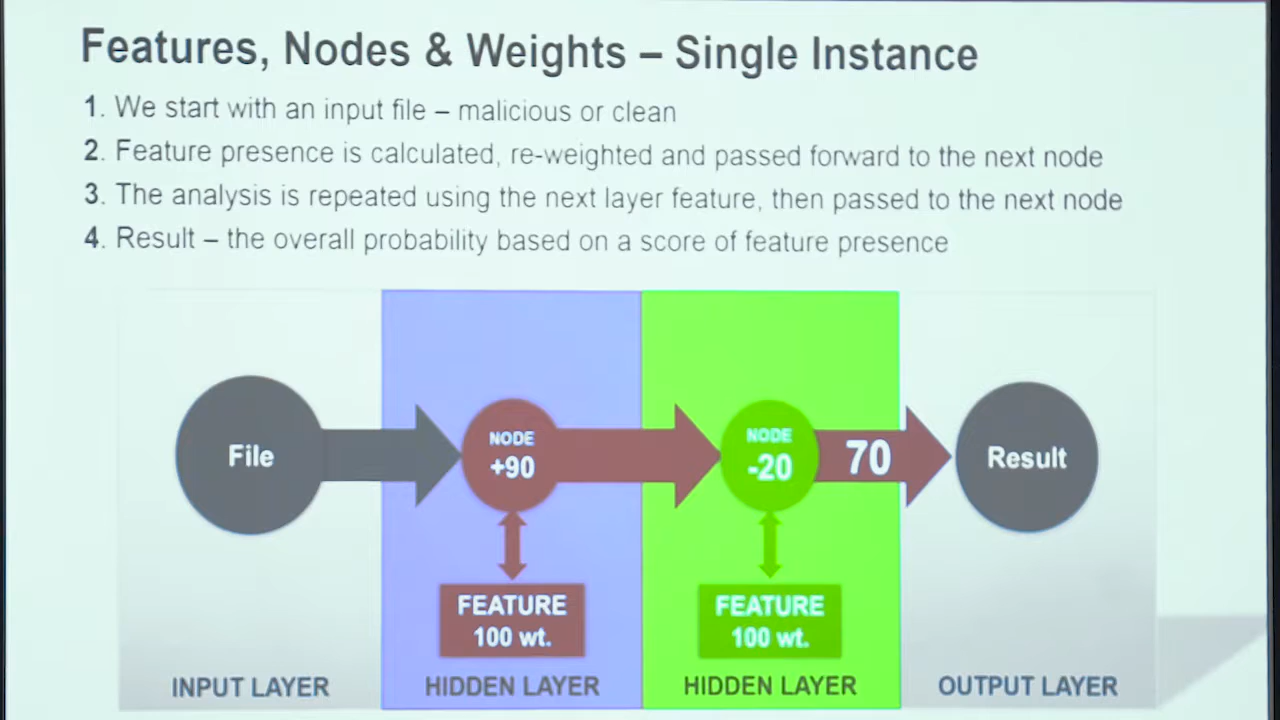 Features, Nodes & Weights – Single Instance
1. We start with an input file – malicious or clean
2. Feature presence is calculated, re-weighted and passed forward to the next node
3. The analysis is repeated using the next layer feature, then passed to the next node
4. Result – the overall probability based on a score of feature presence
File
NODE
+90
NODE
-20
70
Result
FEATURE
100 wt.
FEATURE
100 wt.
INPUT LAYER
HIDDEN LAYER
HIDDEN LAYER
OUTPUT LAYER